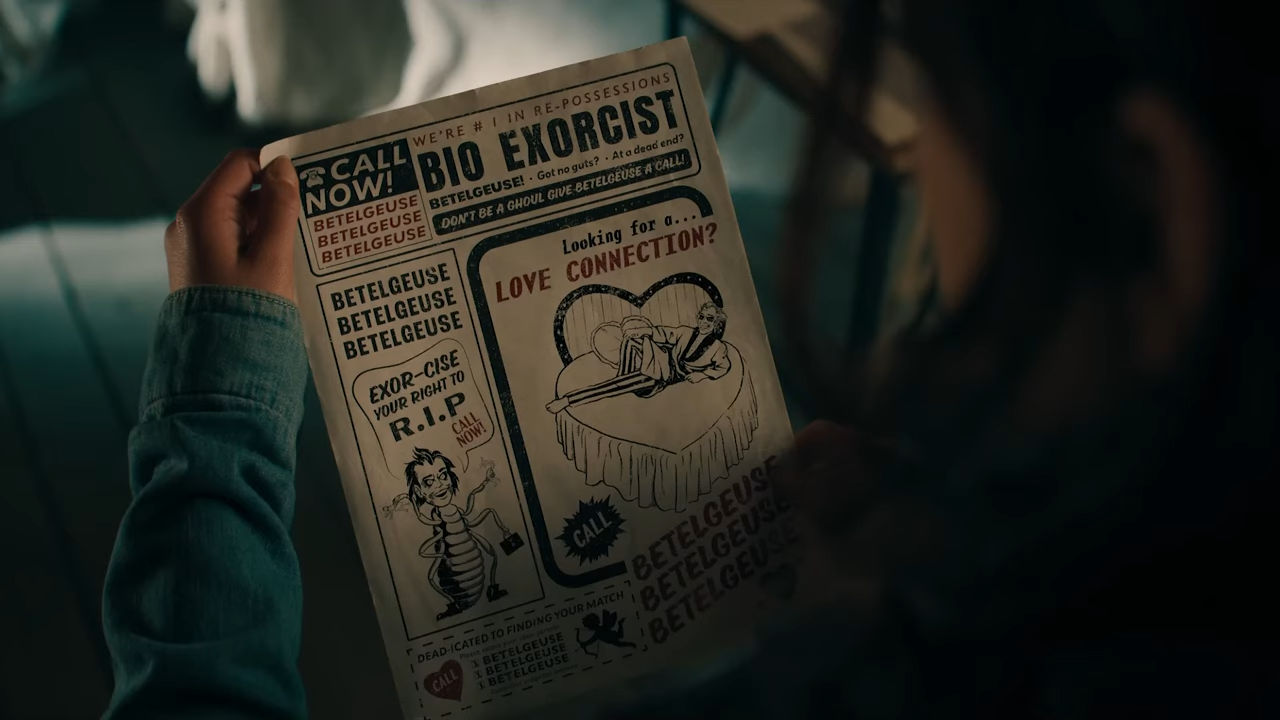 WE'RE # 1 IN RE-POSSESSIONS
CALL
NOW!
BETELGEUSE
BETELGEUSE
BETELGEUSE
BIO EXORCIST
BETELGEUSE! · Got no guts? · At a dead end?
DON'T BE A GHOUL GIVE BETELGEUSE A CALL!
BETELGEUSE
BETELGEUSE
BETELGEUSE
EXOR-CISE
YOUR RIGHT TO
R.I.P
CALL
NOW!
Looking for a...
LOVE CONNECTION?
CALL
BETELGEUSE
BETELGEUSE
BETELGEUSE
DEAD-ICATED TO FINDING YOUR MATCH
CALL
BETELGEUSE
BETELGEUSE
BETELGEUSE